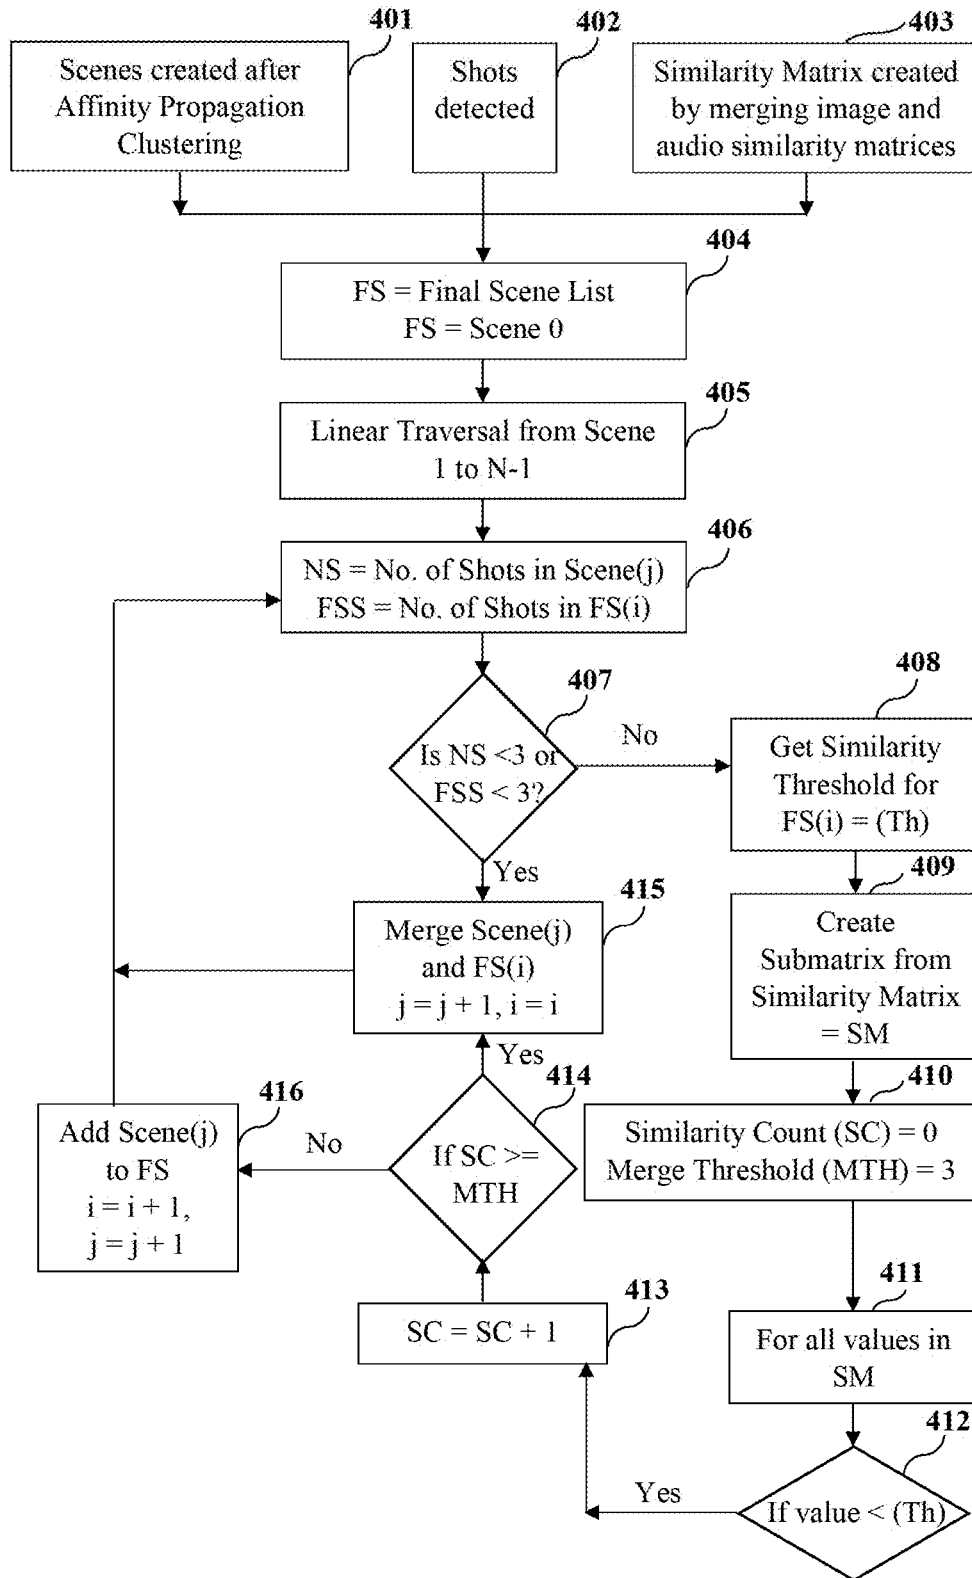 401
Scenes created after
Affinity Propagation
Clustering
402
Shots
detected
403
Similarity Matrix created
by merging image and
audio similarity matrices
404
FS = Final Scene List
FS = Scene 0
405
Linear Traversal from Scene
1 to N-1
406
NS = No. of Shots in Scene(j)
FSS = No. of Shots in FS(i)
407
Is NS <3 or
FSS < 3?
No
Yes
408
Get Similarity
Threshold for
FS(i) = (Th)
409
Create
Submatrix from
Similarity Matrix
= SM
410
Similarity Count (SC) = 0
Merge Threshold (MTH) = 3
411
For all values in
SM
412
If value < (Th)
Yes
413
SC = SC + 1
414
If SC >=
MTH
Yes
No
415
Merge Scene(j)
and FS(i)
j = j + 1, i = i
416
Add Scene(j)
to FS
i = i + 1,
j = j + 1